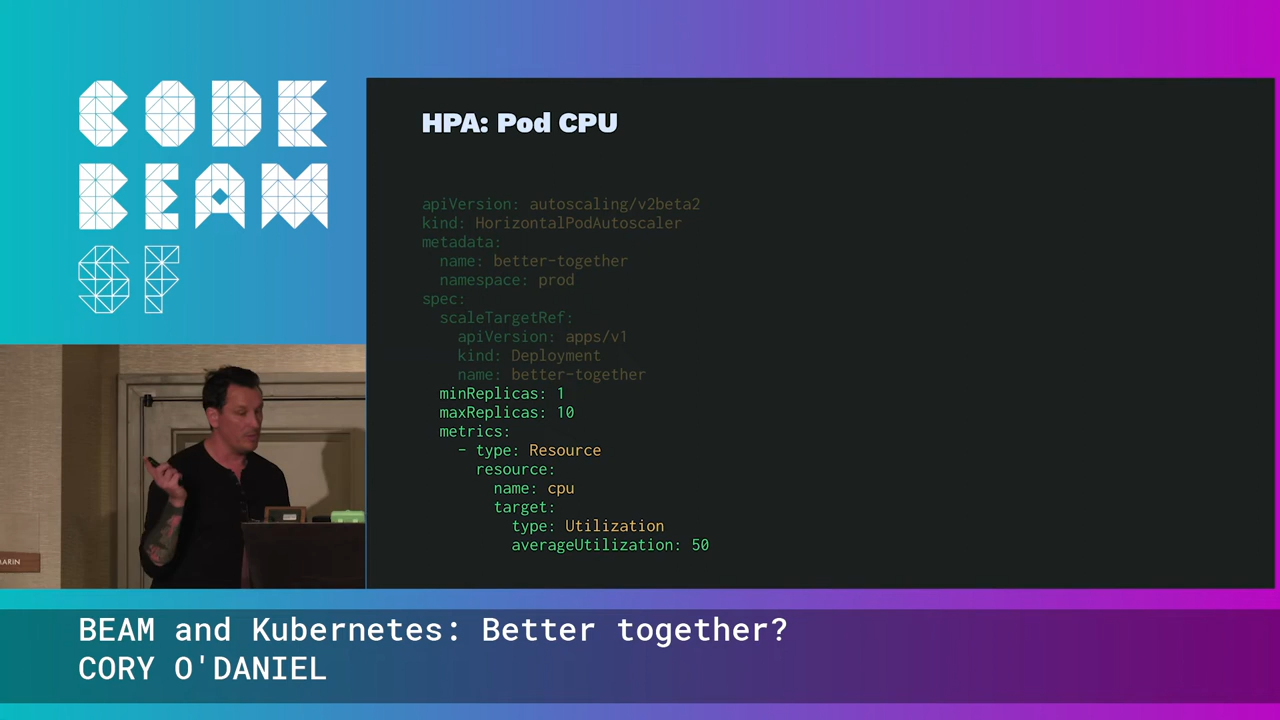 CODE
BEAM
SF
HPA: Pod CPU
apiVersion: autoscaling/v2beta2
kind: HorizontalPodAutoscaler
metadata:
  name: better-together
  namespace: prod
spec:
  scaleTargetRef:
    apiVersion: apps/v1
    kind: Deployment
    name: better-together
  minReplicas: 1
  maxReplicas: 10
  metrics:
    - type: Resource
      resource:
        name: cpu
        target:
          type: Utilization
          averageUtilization: 50
ARIN
BEAM and Kubernetes: Better together?
CORY O'DANIEL